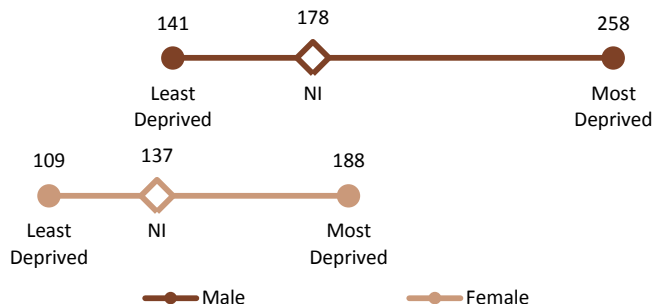 141 178 258
Least NI Most
Deprived Deprived
109 137 188
Least NI Most
Deprived Deprived
Male Female